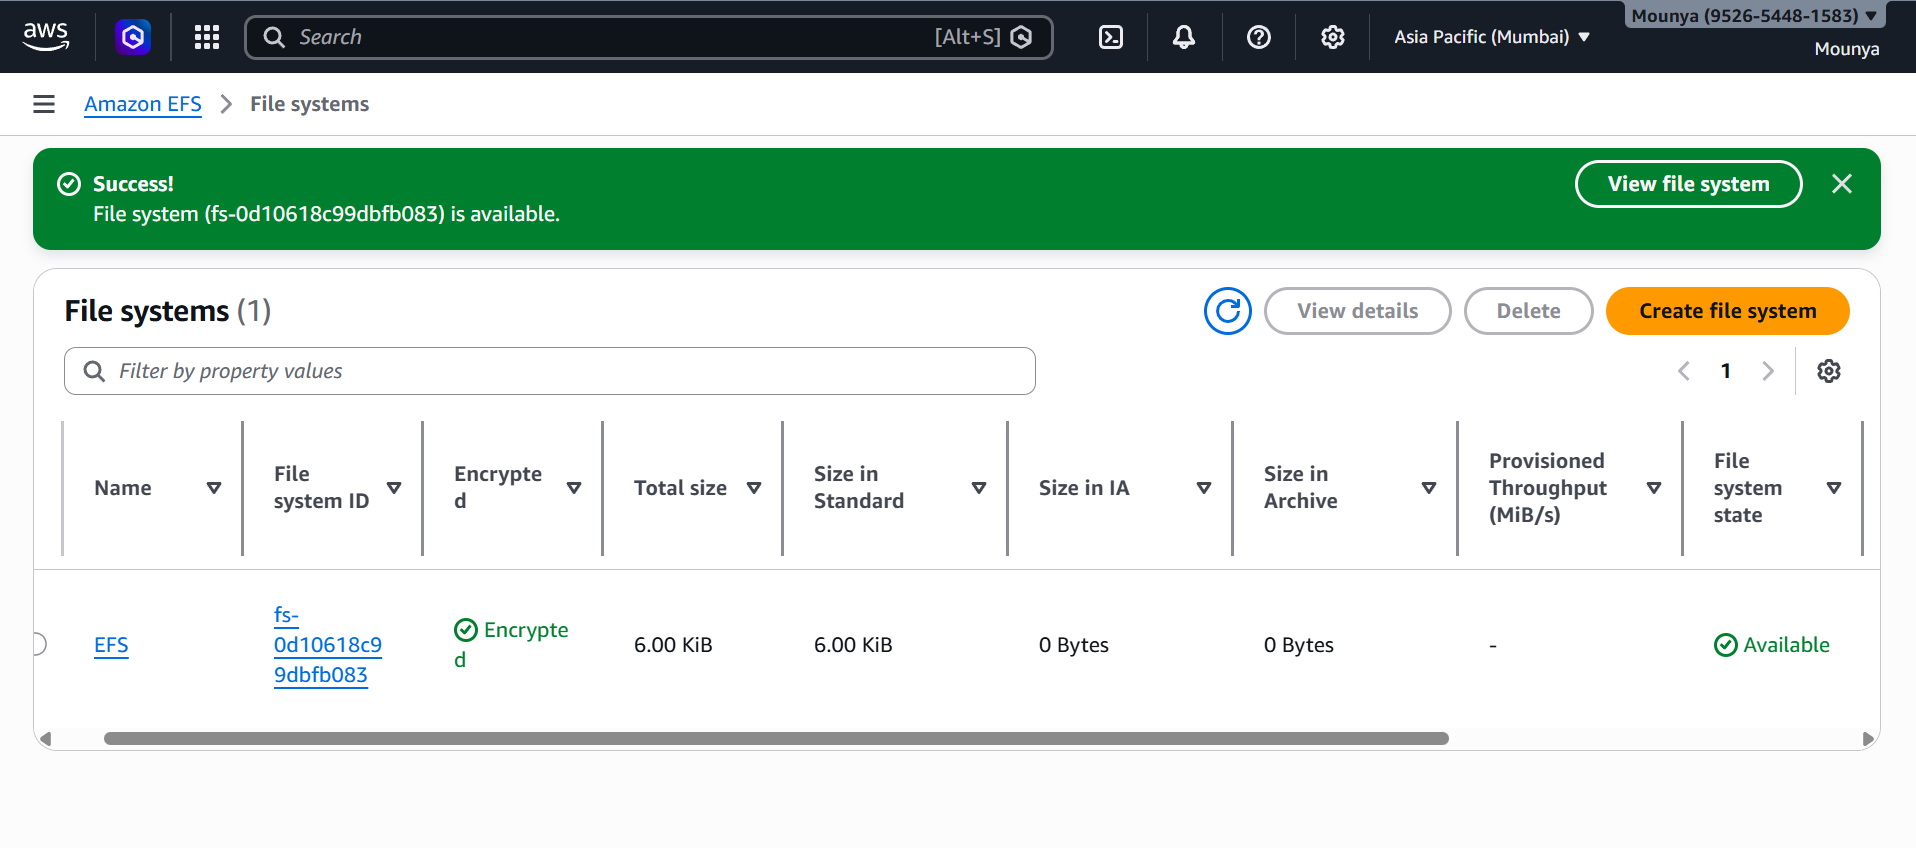 aws
Search
[Alt+S]
Asia Pacific (Mumbai)
Mounya (9526-5448-1583)
Mounya
Amazon EFS
File systems
Success!
File system (fs-0d10618c99dbfb083) is available.
View file system
File systems (1)
View details
Delete
Create file system
Filter by property values
1
Name
File
system ID
Encrypte
d
Total size
Size in
Standard
Size in IA
Size in
Archive
Provisioned
Throughput
(MiB/s)
File
system
state
EFS
fs-
0d10618c9
9dbfb083
Encrypte
d
6.00 KiB
6.00 KiB
0 Bytes
0 Bytes
-
Available